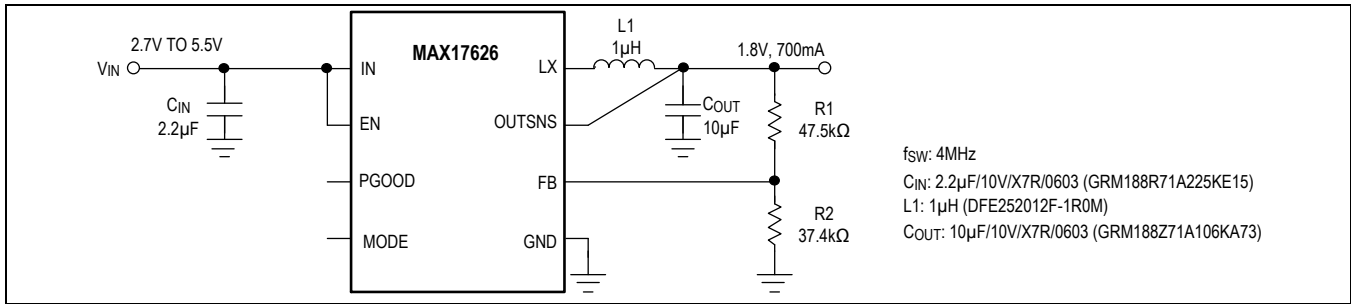 2.7V TO 5.5V
VIN
CIN
2.2µF
MAX17626
IN
EN
PGOOD
MODE
LX
OUTSNS
FB
GND
L1
1µH
1.8V, 700mA
COUT
10µF
R1
47.5kΩ
R2
37.4kΩ
fSW: 4MHz
CIN: 2.2µF/10V/X7R/0603 (GRM188R71A225KE15)
L1: 1µH (DFE252012F-1R0M)
COUT: 10µF/10V/X7R/0603 (GRM188Z71A106KA73)